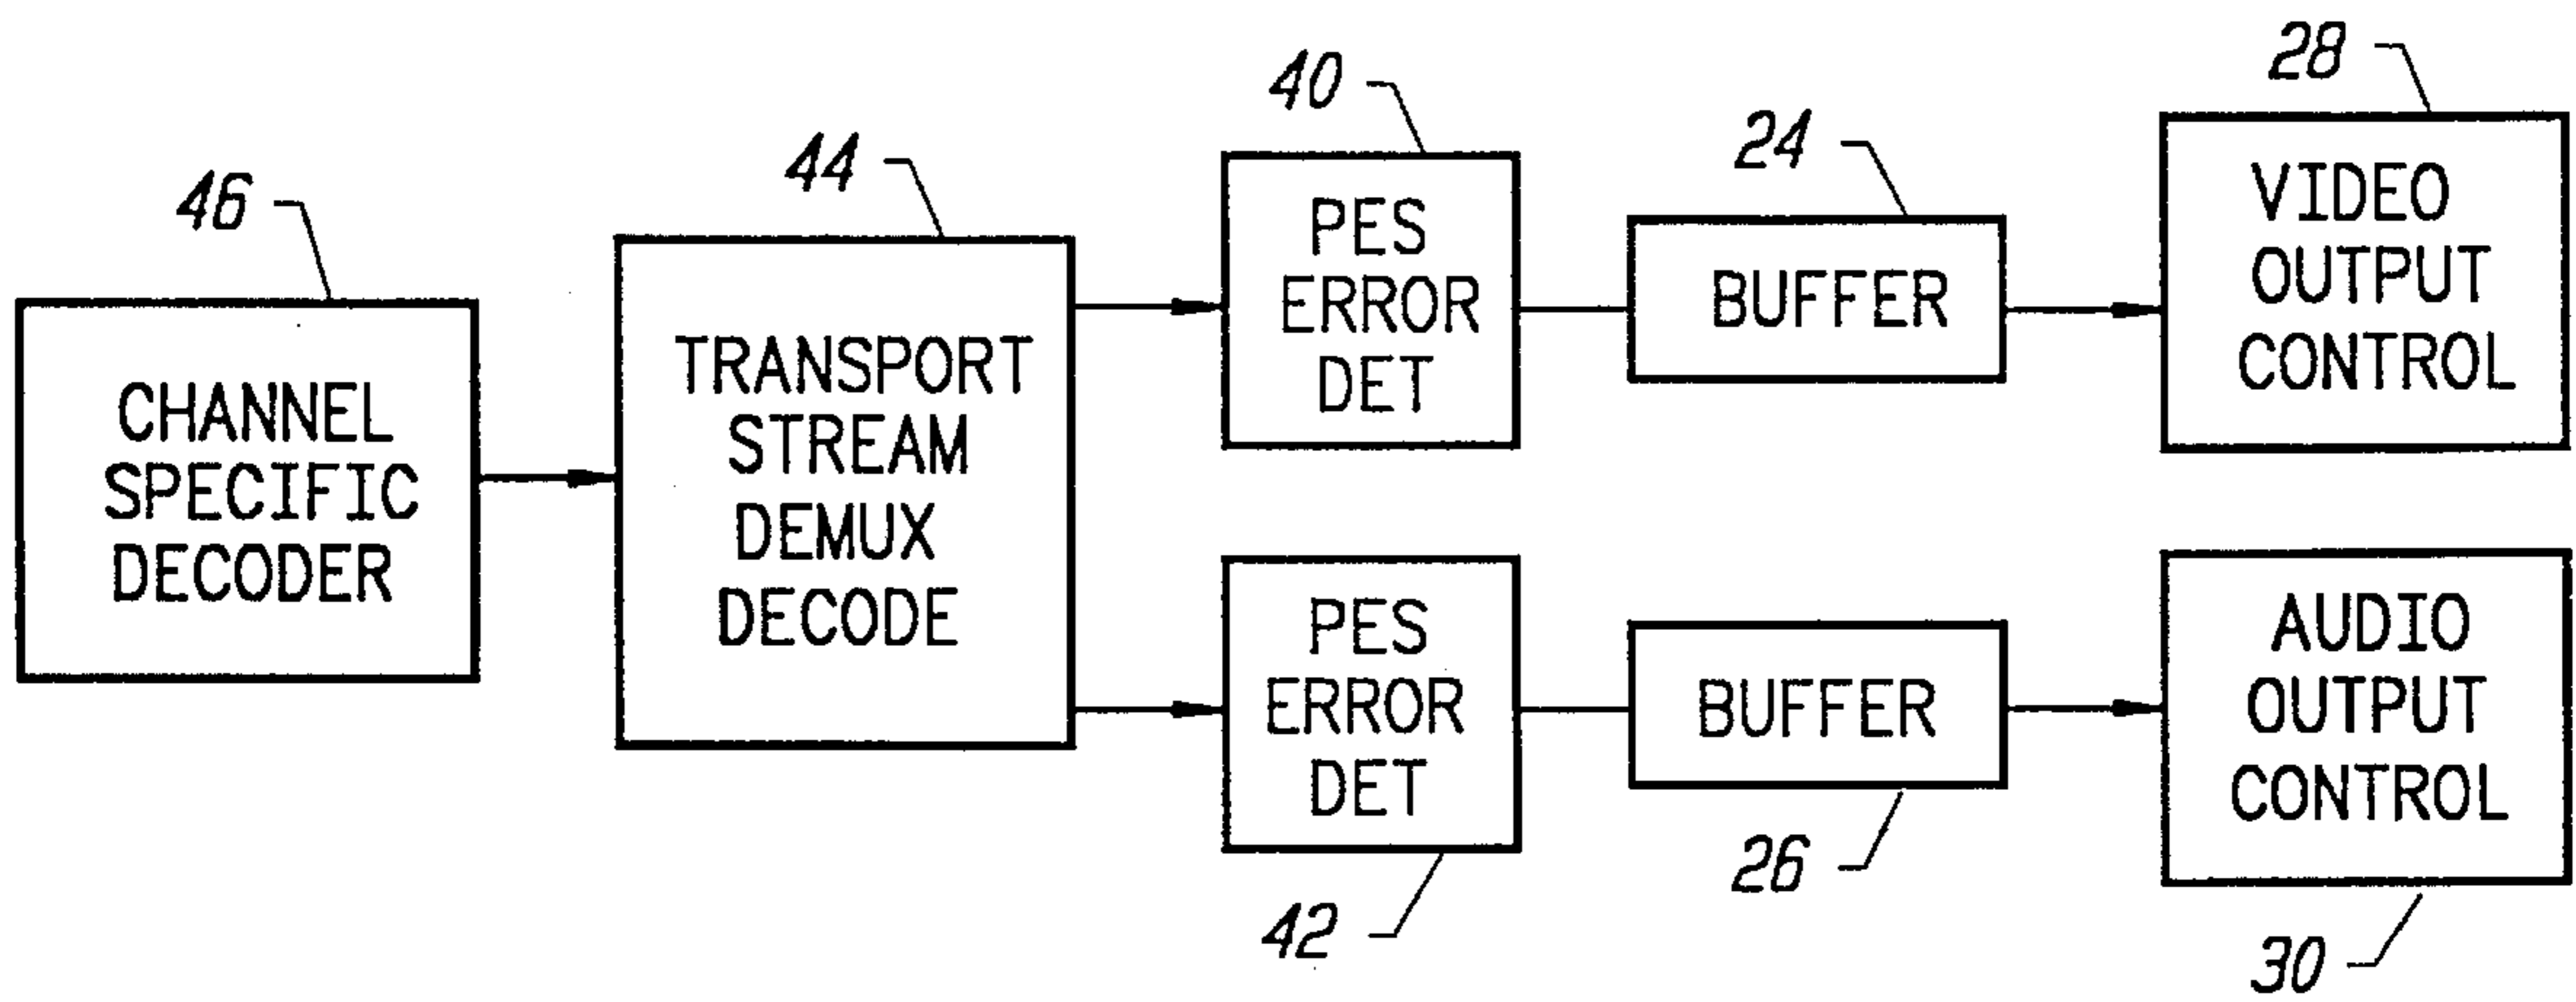 46
CHANNEL
SPECIFIC
DECODER
44
TRANSPORT
STREAM
DEMUX
DECODE
40
PES
ERROR
DET
24
BUFFER
28
VIDEO
OUTPUT
CONTROL
PES
ERROR
DET
42
BUFFER
26
AUDIO
OUTPUT
CONTROL
30